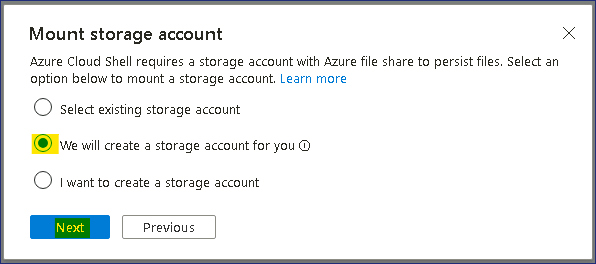 Mount storage account
Azure Cloud Shell requires a storage account with Azure file share to persist files. Select an
option below to mount a storage account. Learn more
Select existing storage account
We will create a storage account for you
I want to create a storage account
Next
Previous